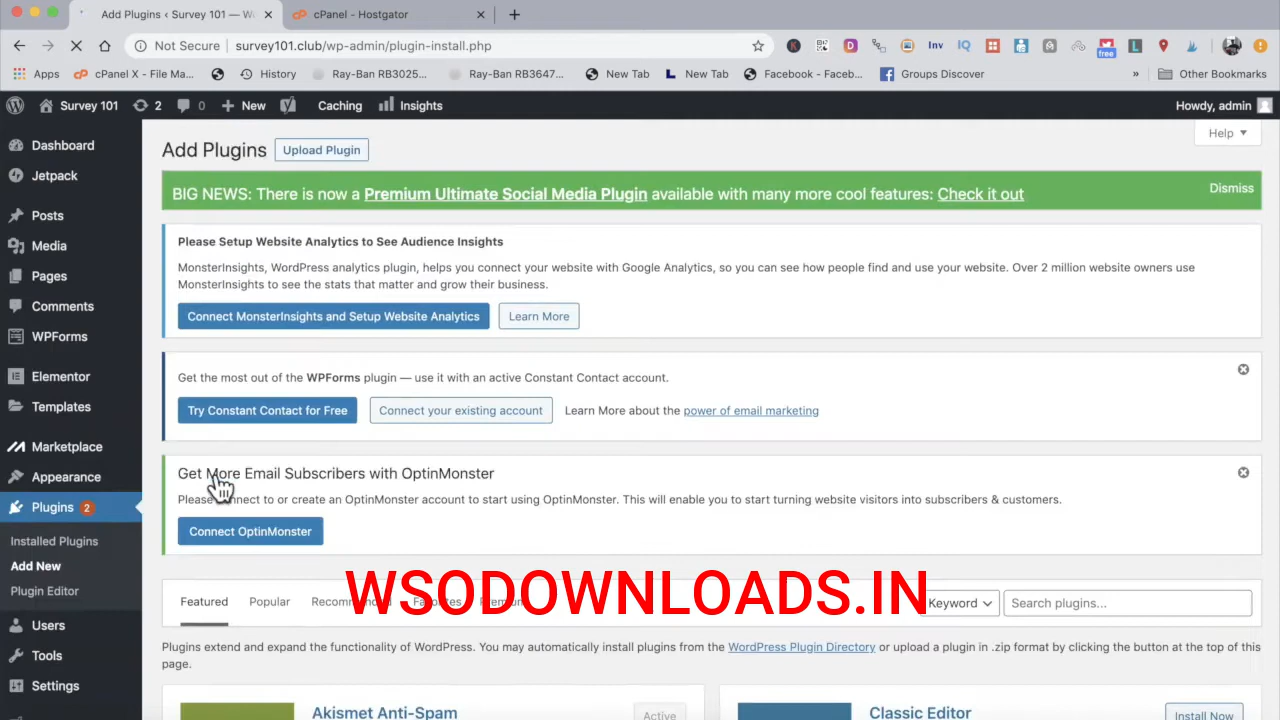 Add Plugins ‹ Survey 101 — W
cPanel - Hostgator
Not Secure
survey101.club/wp-admin/plugin-install.php
Inv
IQ
free
Apps
cPanel X - File Ma...
History
Ray-Ban RB3025...
Ray-Ban RB3647...
New Tab
New Tab
Facebook - Faceb...
Groups Discover
»
Other Bookmarks
Survey 101
2
0
New
Caching
Insights
Howdy, admin
Dashboard
Jetpack
Posts
Media
Pages
Comments
WPForms
Elementor
Templates
Marketplace
Appearance
Plugins 2
Installed Plugins
Add New
Plugin Editor
Users
Tools
Settings
Help
Add Plugins
Upload Plugin
BIG NEWS: There is now a Premium Ultimate Social Media Plugin available with many more cool features: Check it out
Dismiss
Please Setup Website Analytics to See Audience Insights
MonsterInsights, WordPress analytics plugin, helps you connect your website with Google Analytics, so you can see how people find and use your website. Over 2 million website owners use
MonsterInsights to see the stats that matter and grow their business.
Connect MonsterInsights and Setup Website Analytics
Learn More
Get the most out of the WPForms plugin — use it with an active Constant Contact account.
Try Constant Contact for Free
Connect your existing account
Learn More about the power of email marketing
Get More Email Subscribers with OptinMonster
Please connect to or create an OptinMonster account to start using OptinMonster. This will enable you to start turning website visitors into subscribers & customers.
Connect OptinMonster
WSODOWNLOADS.IN
Featured
Popular
Keyword
Search plugins...
Plugins extend and expand the functionality of WordPress. You may automatically install plugins from the WordPress Plugin Directory or upload a plugin in .zip format by clicking the button at the top of this
page.
Akismet Anti-Spam
Active
Classic Editor
Install Now